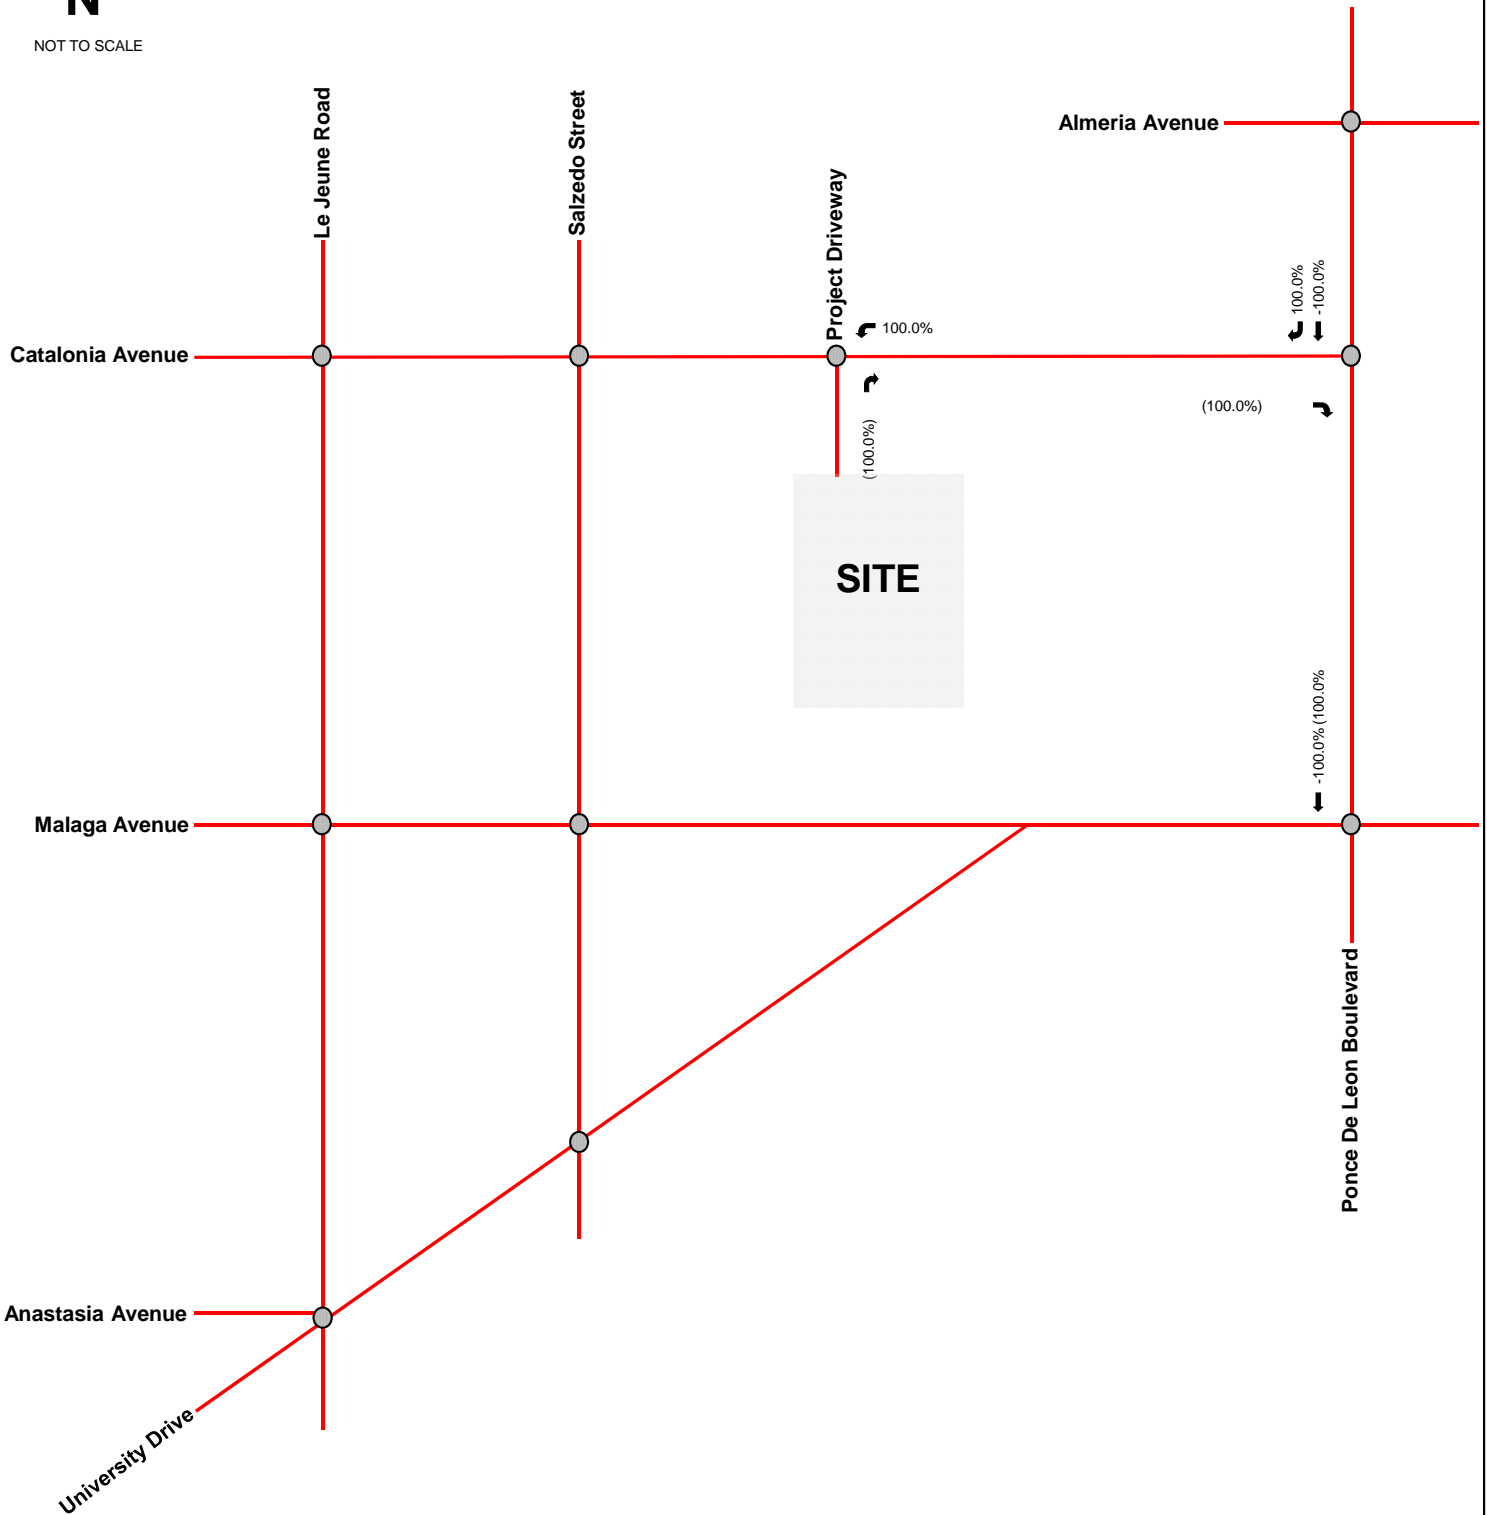 N
NOT TO SCALE
Le Jeune Road
Salzedo Street
Project Driveway
Almeria Avenue
100.0%
-100.0%
100.0%
Catalonia Avenue
(100.0%)
(100.0%)
SITE
-100.0% (100.0%
Malaga Avenue
Ponce De Leon Boulevard
Anastasia Avenue
University Drive